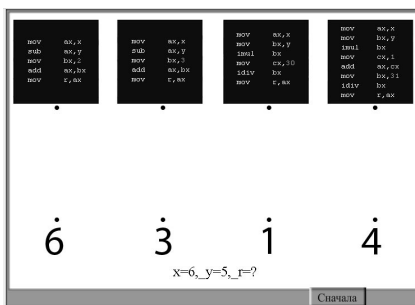 mov ax,x
sub ax,y
mov bx,2
add ax,bx
mov r,ax
mov ax,x
sub ax,y
mov bx,3
add ax,bx
mov r,ax
mov ax,x
mov bx,y
imul bx
mov cx,30
idiv bx
mov r,ax
mov ax,x
mov bx,y
imul bx
mov cx,1
add ax,cx
mov bx,31
idiv bx
mov r,ax
6 3 1 4
x=6,_y=5,_r=?
Сначала